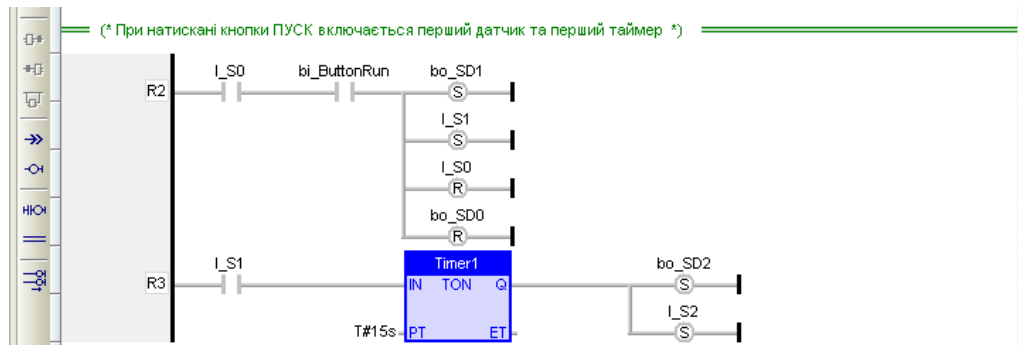 (* При натискані кнопки ПУСК включається перший датчик та перший таймер *)
I_S0 bi_ButtonRun bo_SD1
R2 S
I_S1
S
I_S0
R
bo_SD0
R
I_S1 Timer1 bo_SD2
R3 IN TON Q S
I_S2
T#15s PT ET S